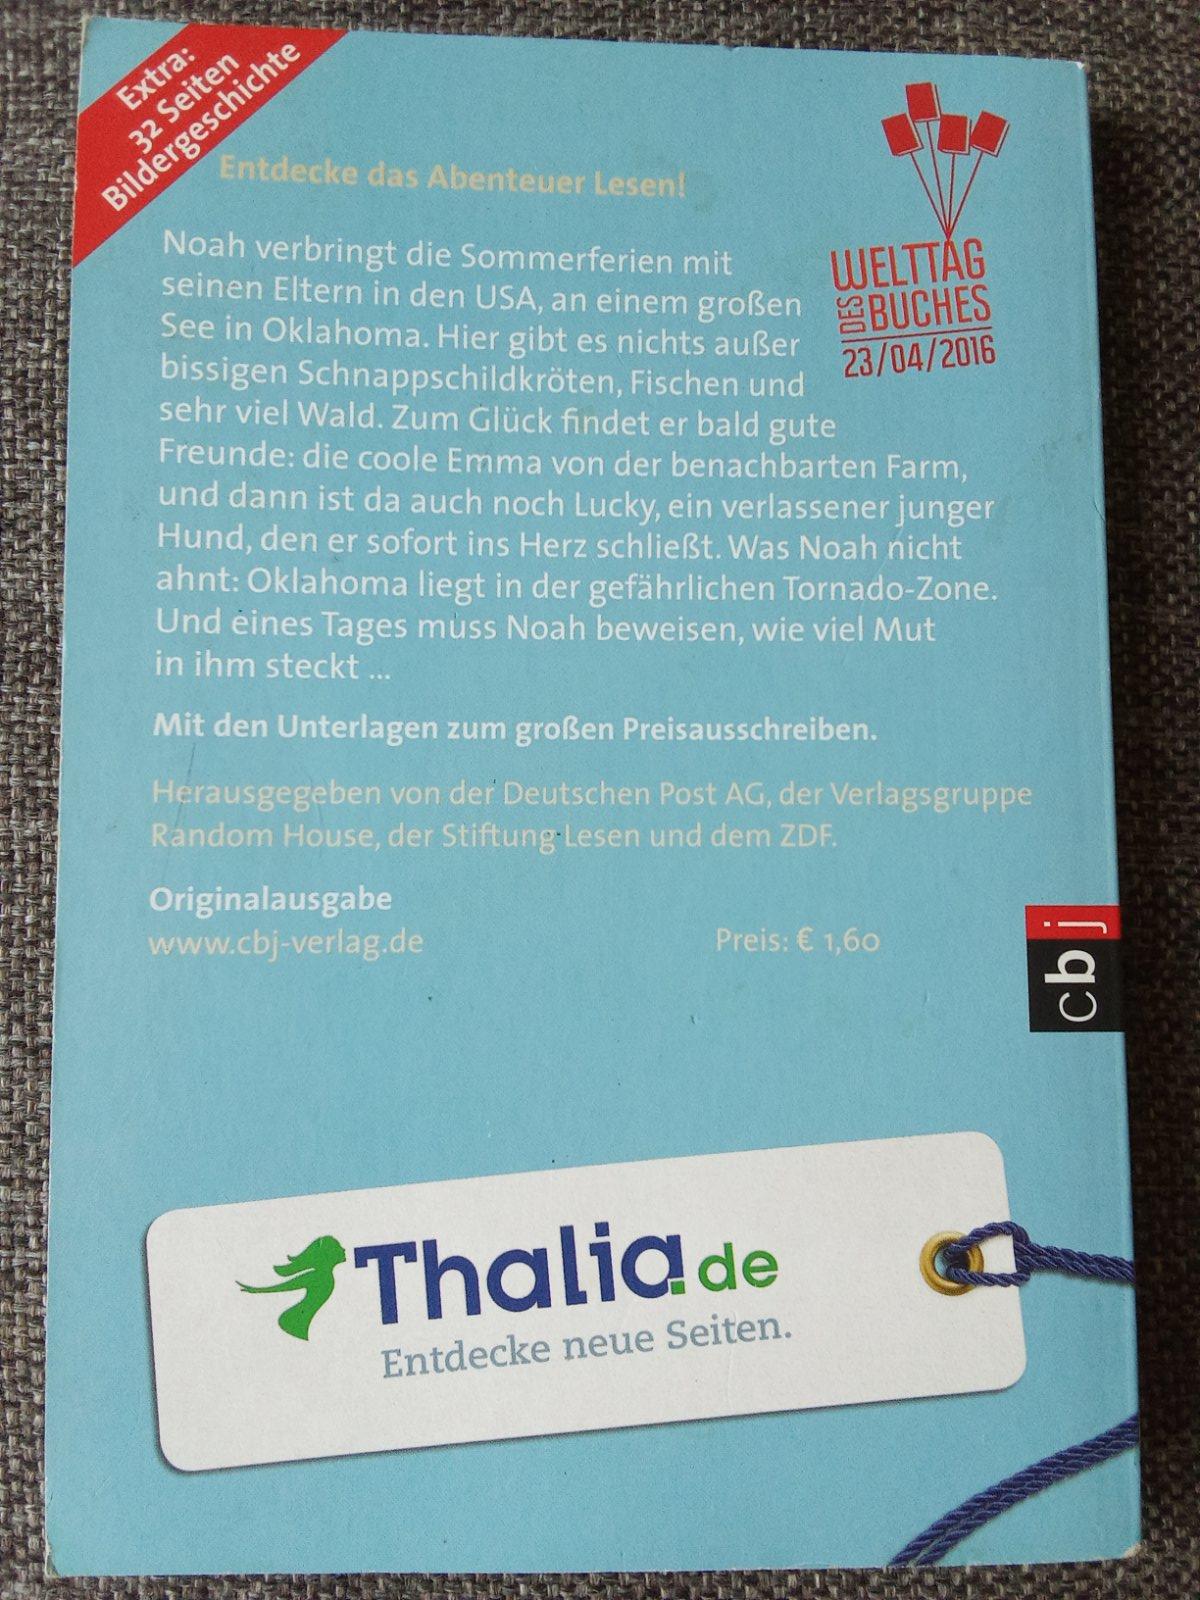 Extra:
32 Seiten
Bildergeschichte
Entdecke das Abenteuer Lesen!
WELTTAG
DES
BUCHES
23/04/2016
Noah verbringt die Sommerferien mit
seinen Eltern in den USA, an einem großen
See in Oklahoma. Hier gibt es nichts außer
bissigen Schnappschildkröten, Fischen und
sehr viel Wald. Zum Glück findet er bald gute
Freunde: die coole Emma von der benachbarten Farm,
und dann ist da auch noch Lucky, ein verlassener junger
Hund, den er sofort ins Herz schließt. Was Noah nicht
ahnt: Oklahoma liegt in der gefährlichen Tornado-Zone.
Und eines Tages muss Noah beweisen, wie viel Mut
in ihm steckt ...
Mit den Unterlagen zum großen Preisausschreiben.
Herausgegeben von der Deutschen Post AG, der Verlagsgruppe
Random House, der Stiftung Lesen und dem ZDF.
Originalausgabe
www.cbj-verlag.de
Preis: € 1,60
cbj
Thalia.de
Entdecke neue Seiten.